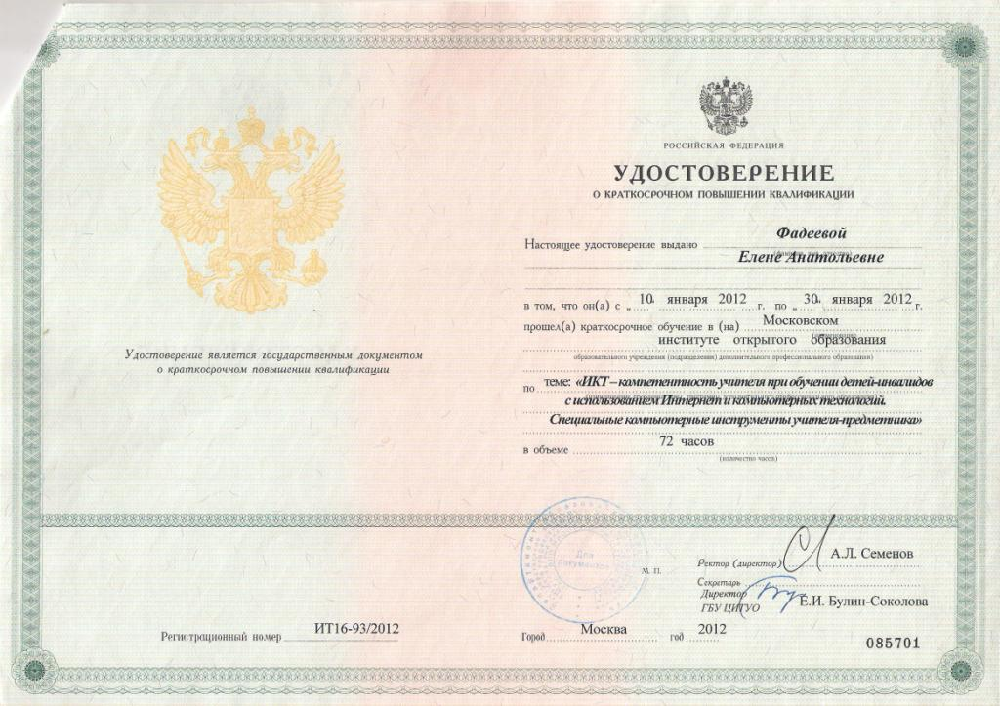 Удостоверение является государственным документом
о краткосрочном повышении квалификации
РОССИЙСКАЯ ФЕДЕРАЦИЯ
УДОСТОВЕРЕНИЕ
О КРАТКОСРОЧНОМ ПОВЫШЕНИИ КВАЛИФИКАЦИИ
Настоящее удостоверение выдано Фадеевой
Елене Анатольевне
в том, что он(а) с „ 10. января 2012 г. по „ 30. января 2012 г.
прошел(а) краткосрочное обучение в (на) Московском
институте открытого образования
образовательного учреждения (подразделения) дополнительного профессионального образования)
по теме: «ИКТ – компетентность учителя при обучении детей-инвалидов
с использованием Интернет и компьютерных технологий.
Специальные компьютерные инструменты учителя-предметника»
в объеме 72 часов
(количество часов)
Для
документов
М. П.
Ректор (директор) А.Л. Семенов
Секретарь
Директор
ГБУ ЦИТУО Е.И. Булин-Соколова
Регистрационный номер ИТ16-93/2012
Город Москва год 2012
085701